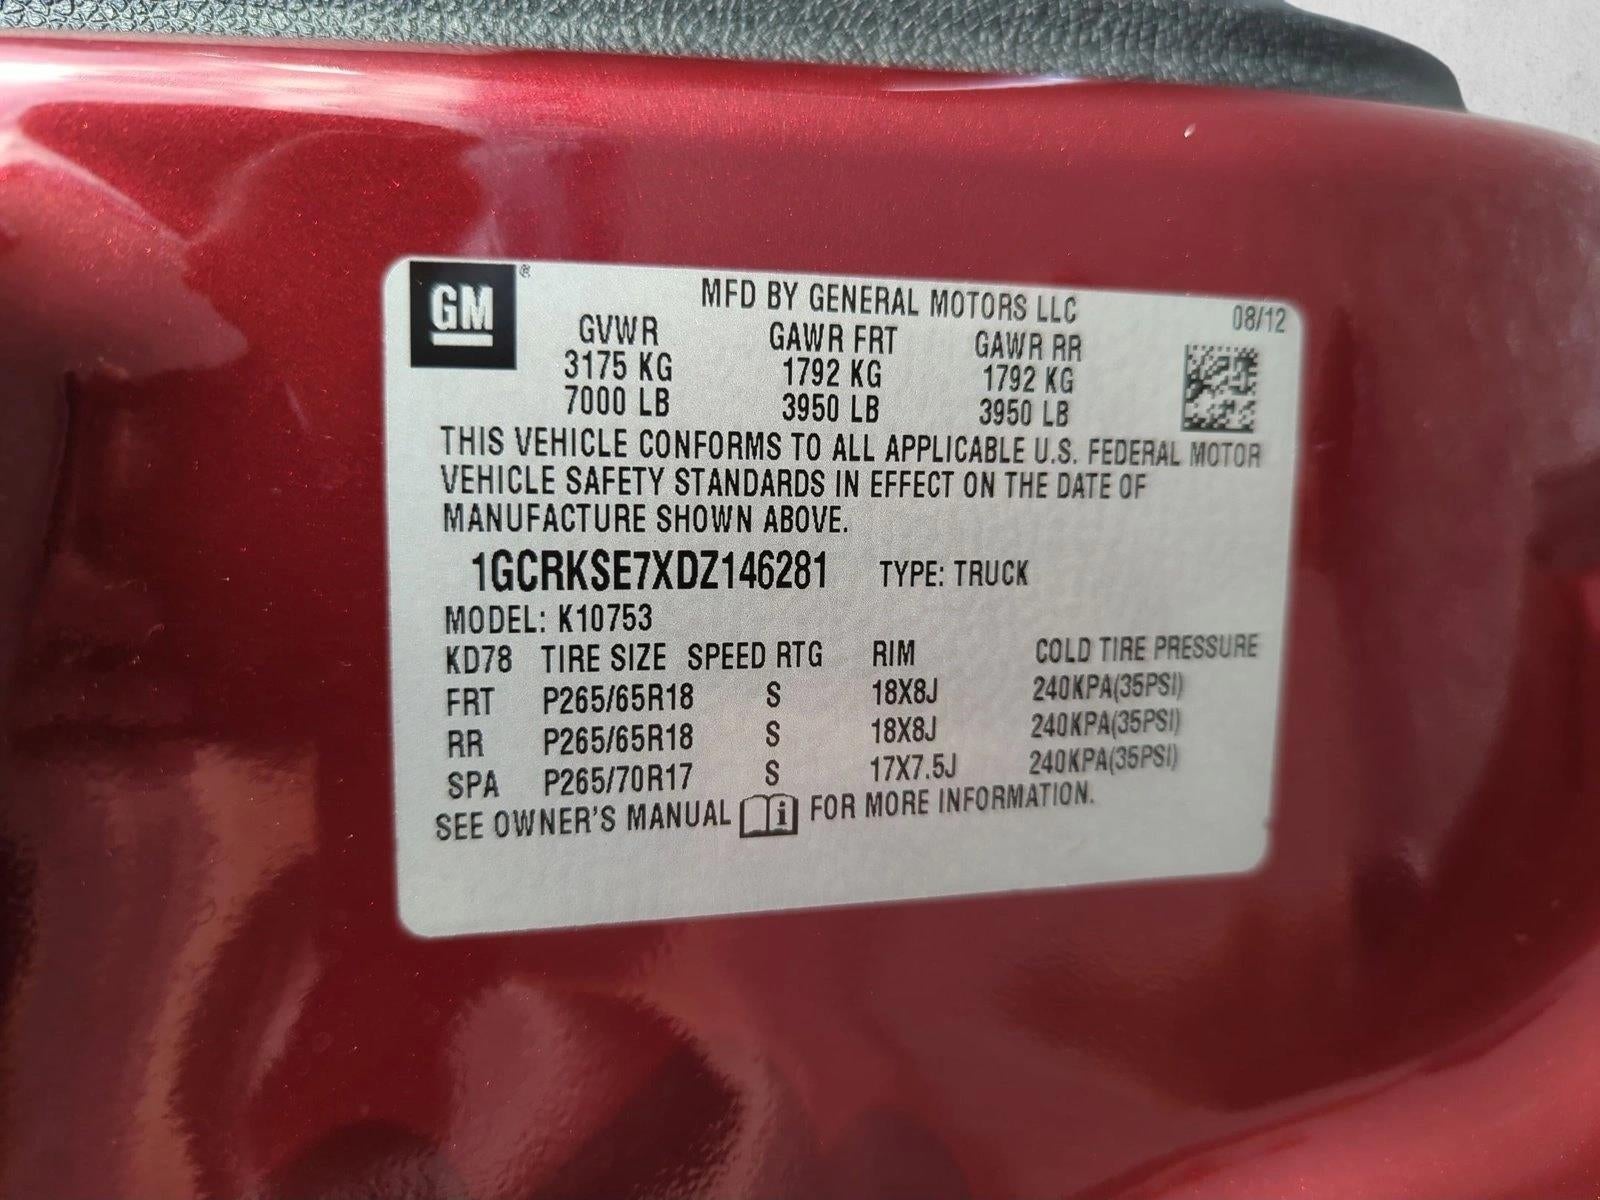 GM®
MFD BY GENERAL MOTORS LLC 08/12
GVWR GAWR FRT GAWR RR
3175 KG 1792 KG 1792 KG
7000 LB 3950 LB 3950 LB
THIS VEHICLE CONFORMS TO ALL APPLICABLE U.S. FEDERAL MOTOR
VEHICLE SAFETY STANDARDS IN EFFECT ON THE DATE OF
MANUFACTURE SHOWN ABOVE.
1GCRKSE7XDZ146281 TYPE: TRUCK
MODEL: K10753
KD78 TIRE SIZE SPEED RTG RIM COLD TIRE PRESSURE
FRT P265/65R18 S 18X8J 240KPA(35PSI)
RR P265/65R18 S 18X8J 240KPA(35PSI)
SPA P265/70R17 S 17X7.5J 240KPA(35PSI)
SEE OWNER'S MANUAL i FOR MORE INFORMATION.